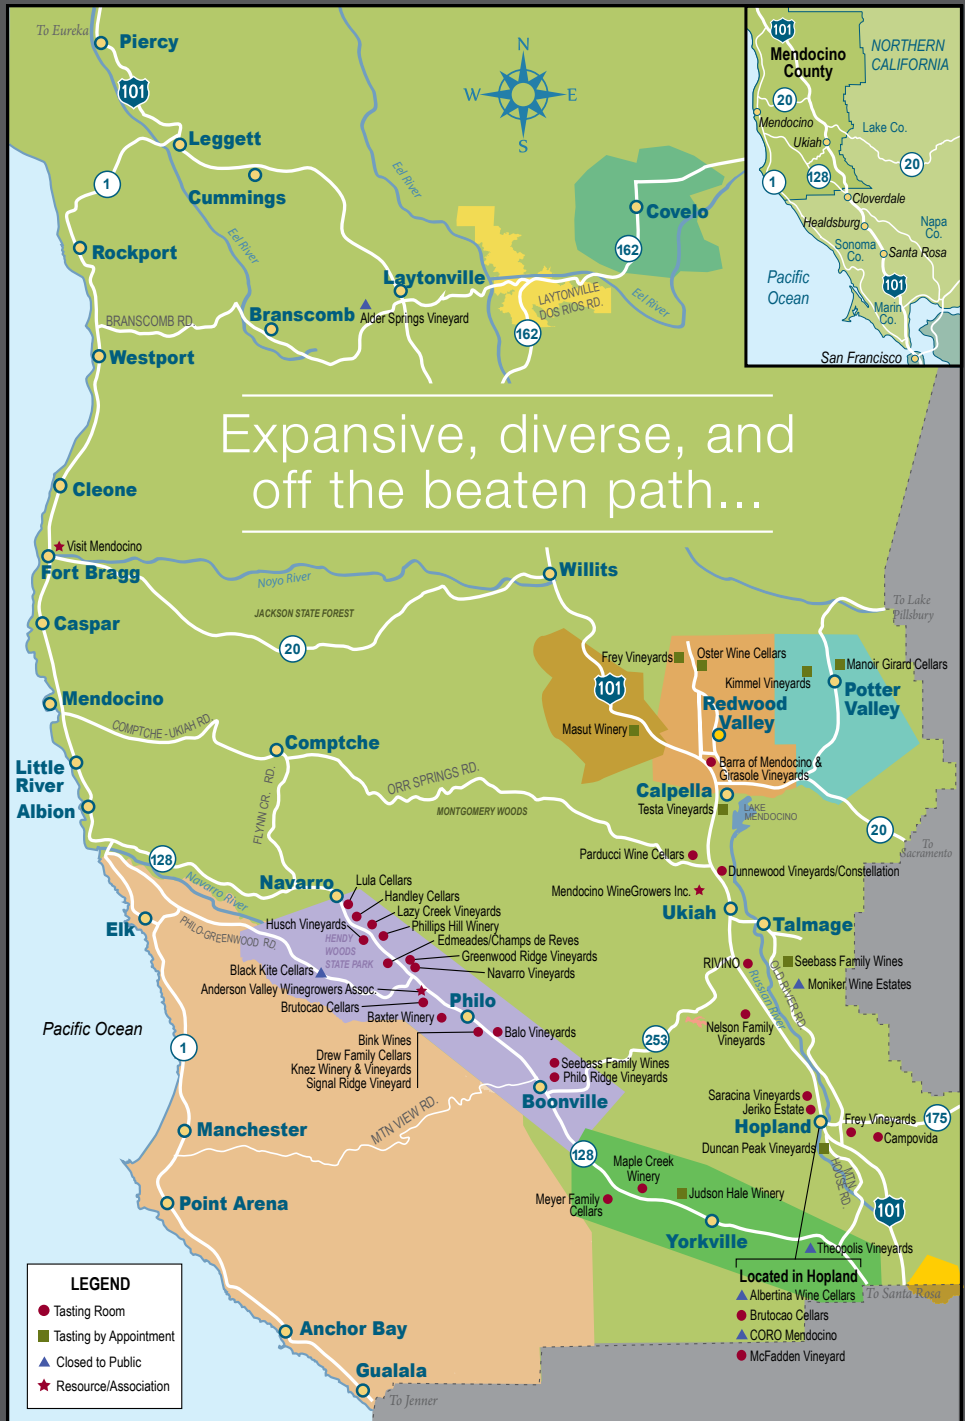 To Eureka
Piercy
101
Leggett
1
Cummings
Rockport
Eel River
Eel River
N
W
E
S
Covelo
162
Laytonville
LAYTONVILLE
DOS RIOS RD.
Eel River
BRANSCOMB RD.
Branscomb
Alder Springs Vineyard
162
Westport
101
Mendocino
County
NORTHERN
CALIFORNIA
20
Mendocino
Lake Co.
Ukiah
20
128
1
Cloverdale
Healdsburg
Napa
Co.
Sonoma
Co.
Santa Rosa
Pacific
Ocean
101
Marin
Co.
San Francisco
Expansive, diverse, and
off the beaten path...
Cleone
Visit Mendocino
Fort Bragg
Noyo River
Willits
JACKSON STATE FOREST
Caspar
20
To Lake
Pillsbury
Frey Vineyards
Oster Wine Cellars
Manoir Girard Cellars
Kimmel Vineyards
101
Potter
Valley
Redwood
Valley
Mendocino
COMPTCHE - UKIAH RD.
Masut Winery
Comptche
Little
River
Barra of Mendocino &
Girasole Vineyards
ORR SPRINGS RD.
Calpella
Albion
MONTGOMERY WOODS
Testa Vineyards
LAKE
MENDOCINO
FLYNN CR. RD.
20
To
Sacramento
128
Parducci Wine Cellars
Dunnewood Vineyards/Constellation
Navarro River
Navarro
Lula Cellars
Mendocino WineGrowers Inc.
Handley Cellars
Lazy Creek Vineyards
Ukiah
Elk
PHILO-GREENWOOD RD.
Husch Vineyards
Phillips Hill Winery
Talmage
HENDY
WOODS
STATE PARK
Edmeades/Champs de Reves
Greenwood Ridge Vineyards
RIVINO
Seebass Family Wines
Black Kite Cellars
Navarro Vineyards
Moniker Wine Estates
Russian River
OLD RIVER RD.
Anderson Valley Winegrowers Assoc.
Brutocao Cellars
Philo
Baxter Winery
Pacific Ocean
Nelson Family
Vineyards
Balo Vineyards
253
1
Bink Wines
Drew Family Cellars
Knez Winery & Vineyards
Signal Ridge Vineyard
Seebass Family Wines
Philo Ridge Vineyards
Boonville
MTN VIEW RD.
Saracina Vineyards
Jeriko Estate
Hopland
Frey Vineyards
175
Campovida
Manchester
Duncan Peak Vineyards
128
Maple Creek
Winery
MTN.
HOUSE RD.
Judson Hale Winery
Meyer Family
Cellars
Point Arena
101
Yorkville
Theopolis Vineyards
Located in Hopland
Albertina Wine Cellars
Brutocao Cellars
CORO Mendocino
McFadden Vineyard
To Santa Rosa
LEGEND
Tasting Room
Tasting by Appointment
Closed to Public
Resource/Association
Anchor Bay
Gualala
To Jenner